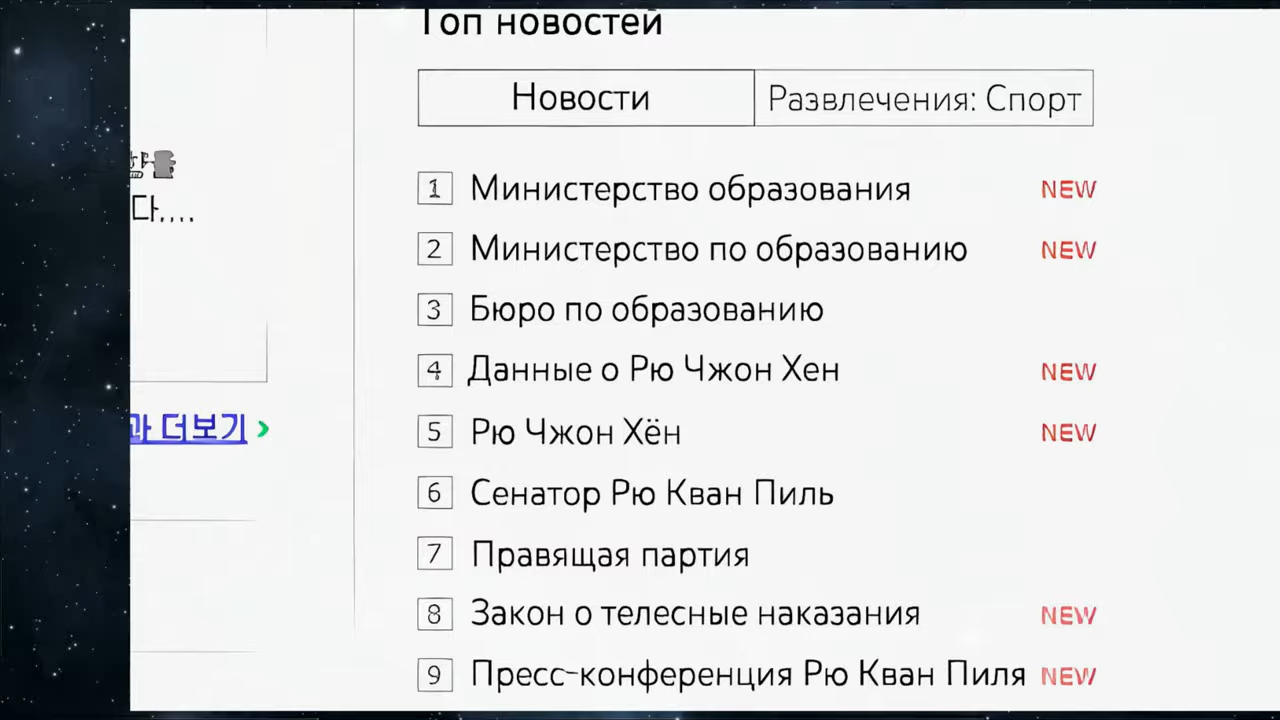 Топ новостей
Новости
Развлечения: Спорт
다....
더보기 >
1 Министерство образования NEW
2 Министерство по образованию NEW
3 Бюро по образованию
4 Данные о Рю Чжон Хен NEW
5 Рю Чжон Хён NEW
6 Сенатор Рю Кван Пиль
7 Правящая партия
8 Закон о телесные наказания NEW
9 Пресс-конференция Рю Кван Пиля NEW